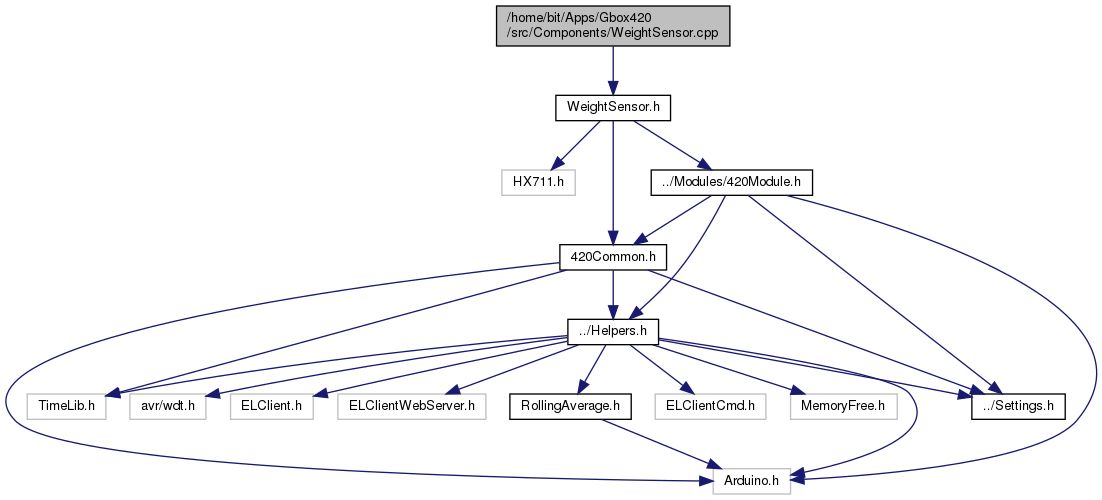 /home/bit/Apps/Gbox420
/src/Components/WeightSensor.cpp
WeightSensor.h
HX711.h
../Modules/420Module.h
420Common.h
../Helpers.h
TimeLib.h
avr/wdt.h
ELClient.h
ELClientWebServer.h
RollingAverage.h
ELClientCmd.h
MemoryFree.h
../Settings.h
Arduino.h